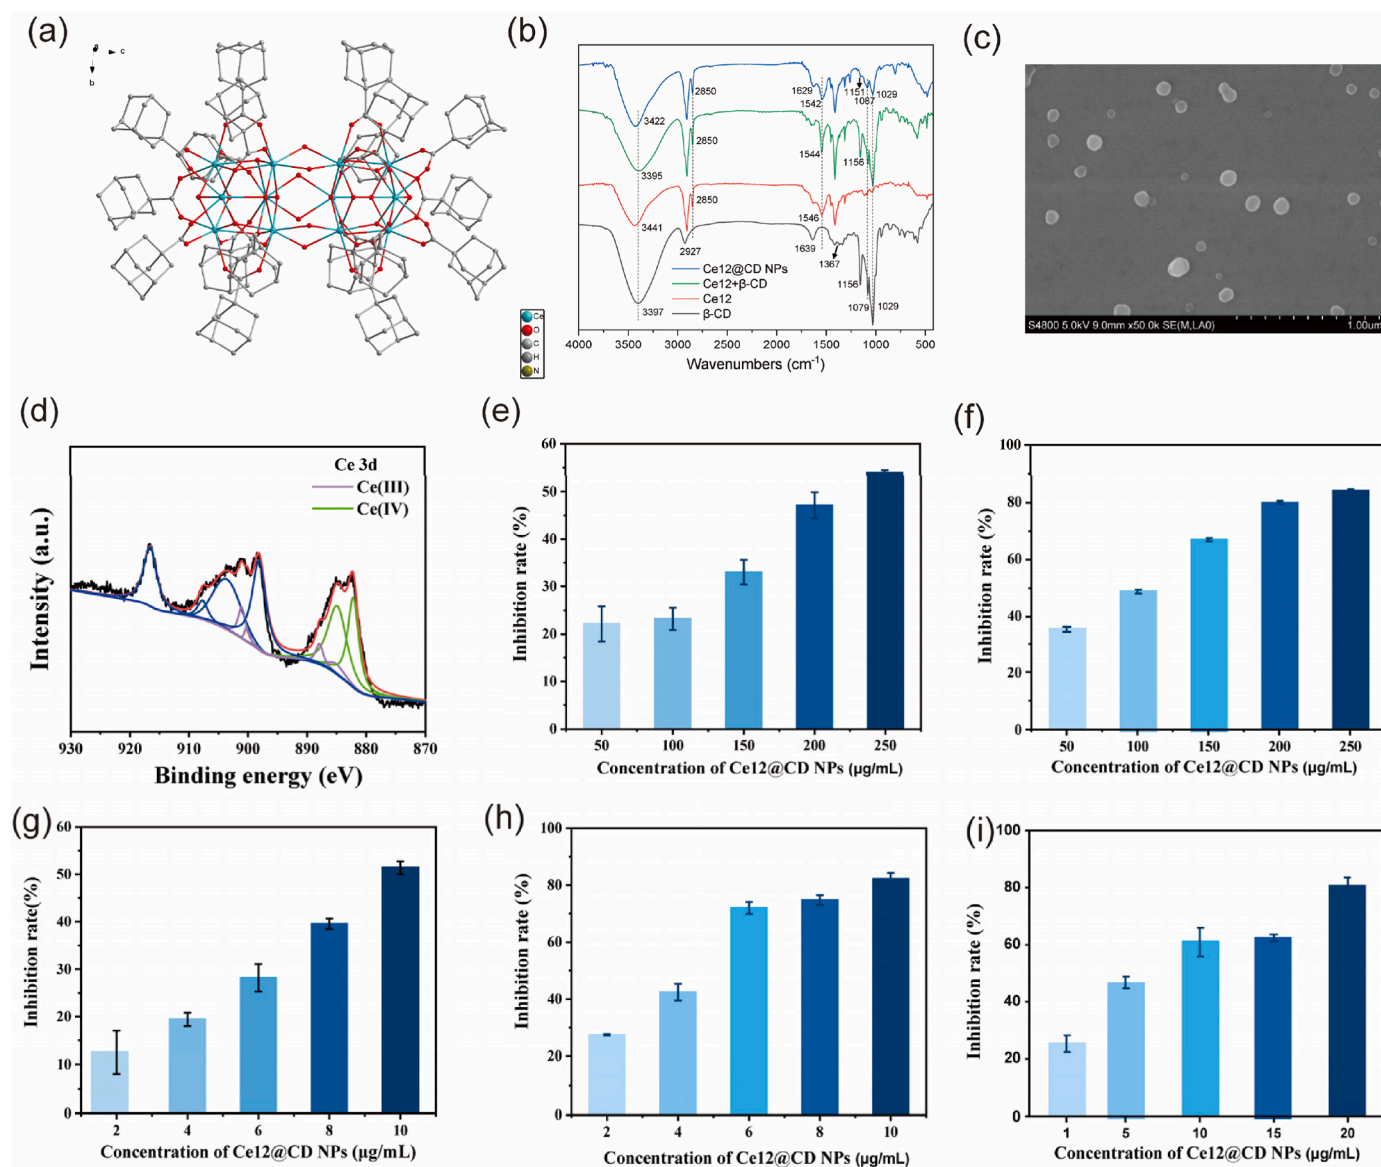 (a)
a
c
b
Ce
O
C
H
N
(b)
2850
1629
1542
1151
1087
1029
3422
2850
1544
1156
3395
2850
1546
3441
2927
1639
1367
1156
1079
1029
3397
Ce12@CD NPs
Ce12+β-CD
Ce12
β-CD
4000 3500 3000 2500 2000 1500 1000 500
Wavenumbers (cm-1)
(c)
S4800 5.0kV 9.0mm x50.0k SE(M,LA0)
1.00um
(d)
Ce 3d
Ce(III)
Ce(IV)
Intensity (a.u.)
930 920 910 900 890 880 870
Binding energy (eV)
(e)
Inhibition rate (%)
60
50
40
30
20
10
0
50 100 150 200 250
Concentration of Ce12@CD NPs (μg/mL)
(f)
Inhibition rate (%)
100
80
60
40
20
0
50 100 150 200 250
Concentration of Ce12@CD NPs (μg/mL)
(g)
Inhibition rate(%)
60
50
40
30
20
10
0
2 4 6 8 10
Concentration of Ce12@CD NPs (μg/mL)
(h)
Inhibition rate (%)
100
80
60
40
20
0
2 4 6 8 10
Concentration of Ce12@CD NPs (μg/mL)
(i)
Inhibition rate (%)
100
80
60
40
20
0
1 5 10 15 20
Concentration of Ce12@CD NPs (μg/mL)